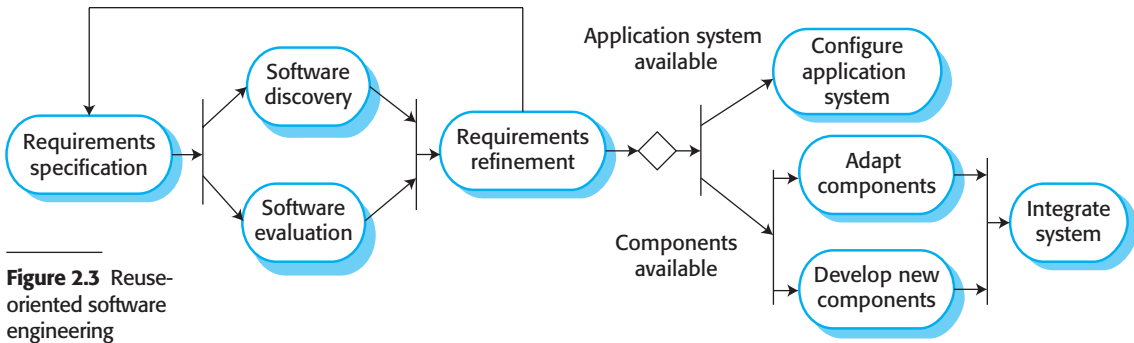 Requirements
specification
Software
discovery
Software
evaluation
Requirements
refinement
Application system
available
Configure
application
system
Components
available
Adapt
components
Develop new
components
Integrate
system
Figure 2.3 Reuse-
oriented software
engineering